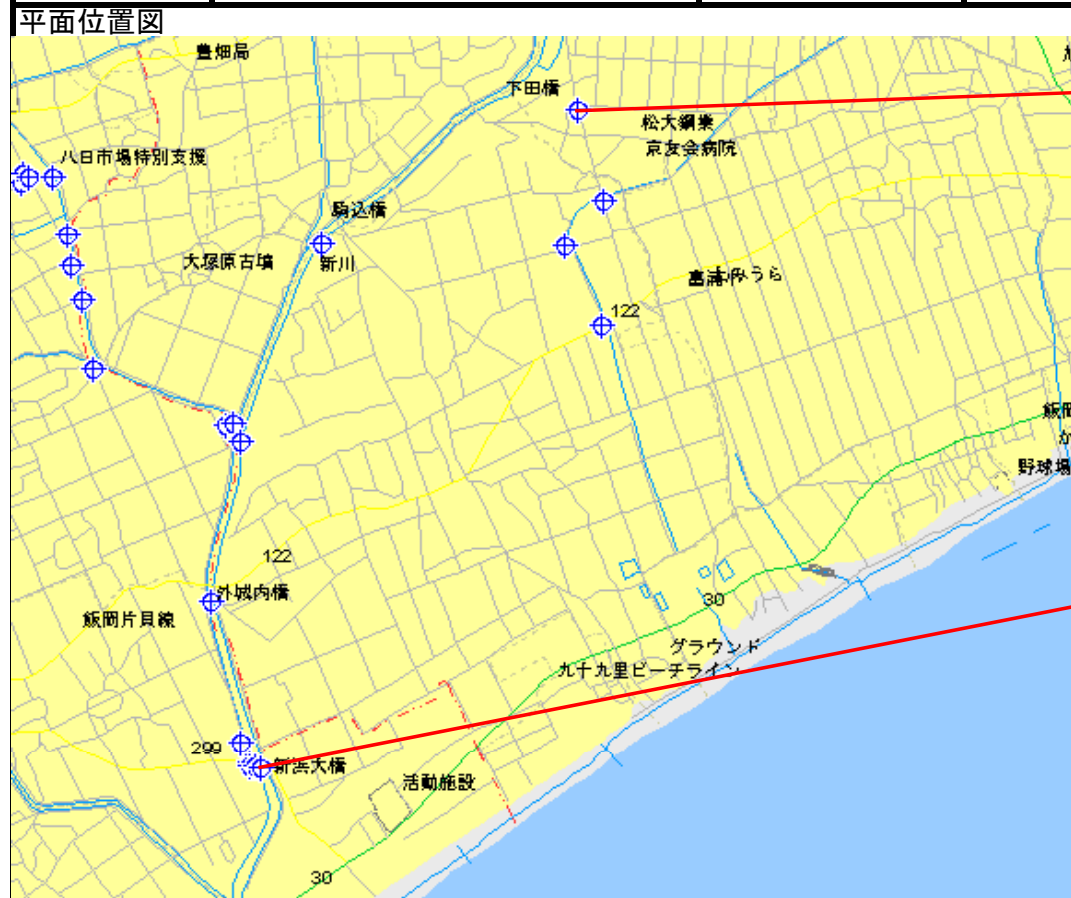 平面位置図
豊畑局
下田橋
松大鋼業
京友会病院
八日市場特別支援
駒込橋
大塚原古墳
新川
122
飯岡
か
野球場
122
外城内橋
飯岡片貝線
30
グラウンド
九十九里ビーチライン
299
新浜大橋
活動施設
30